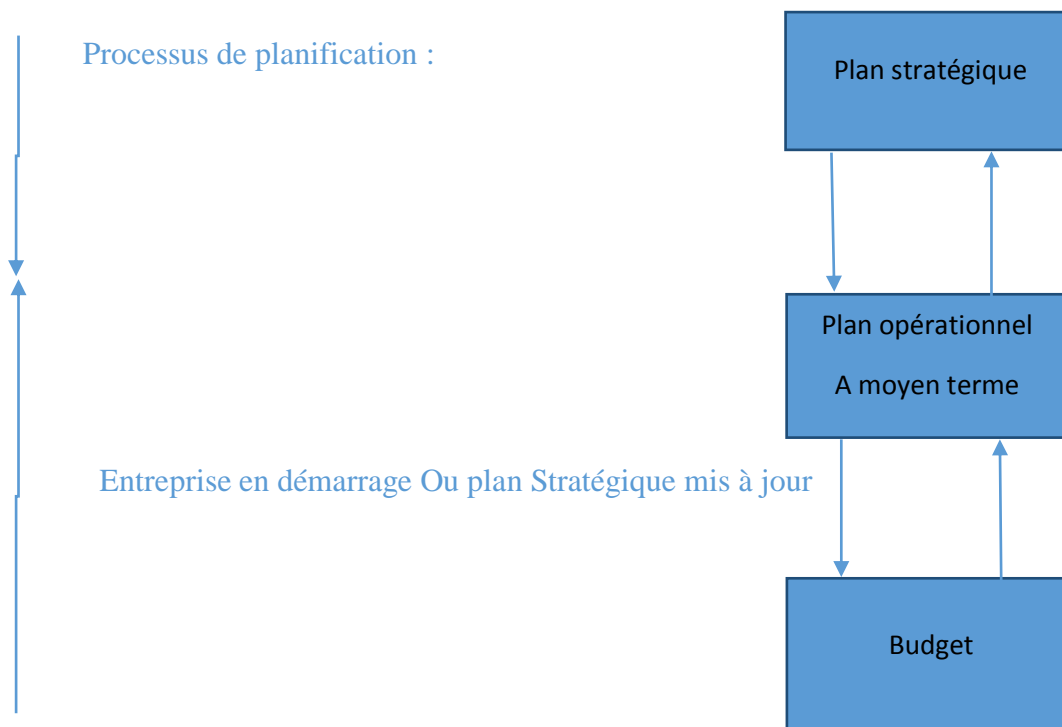 Processus de planification :
Plan stratégique
Plan opérationnel
A moyen terme
Entreprise en démarrage Ou plan Stratégique mis à jour
Budget